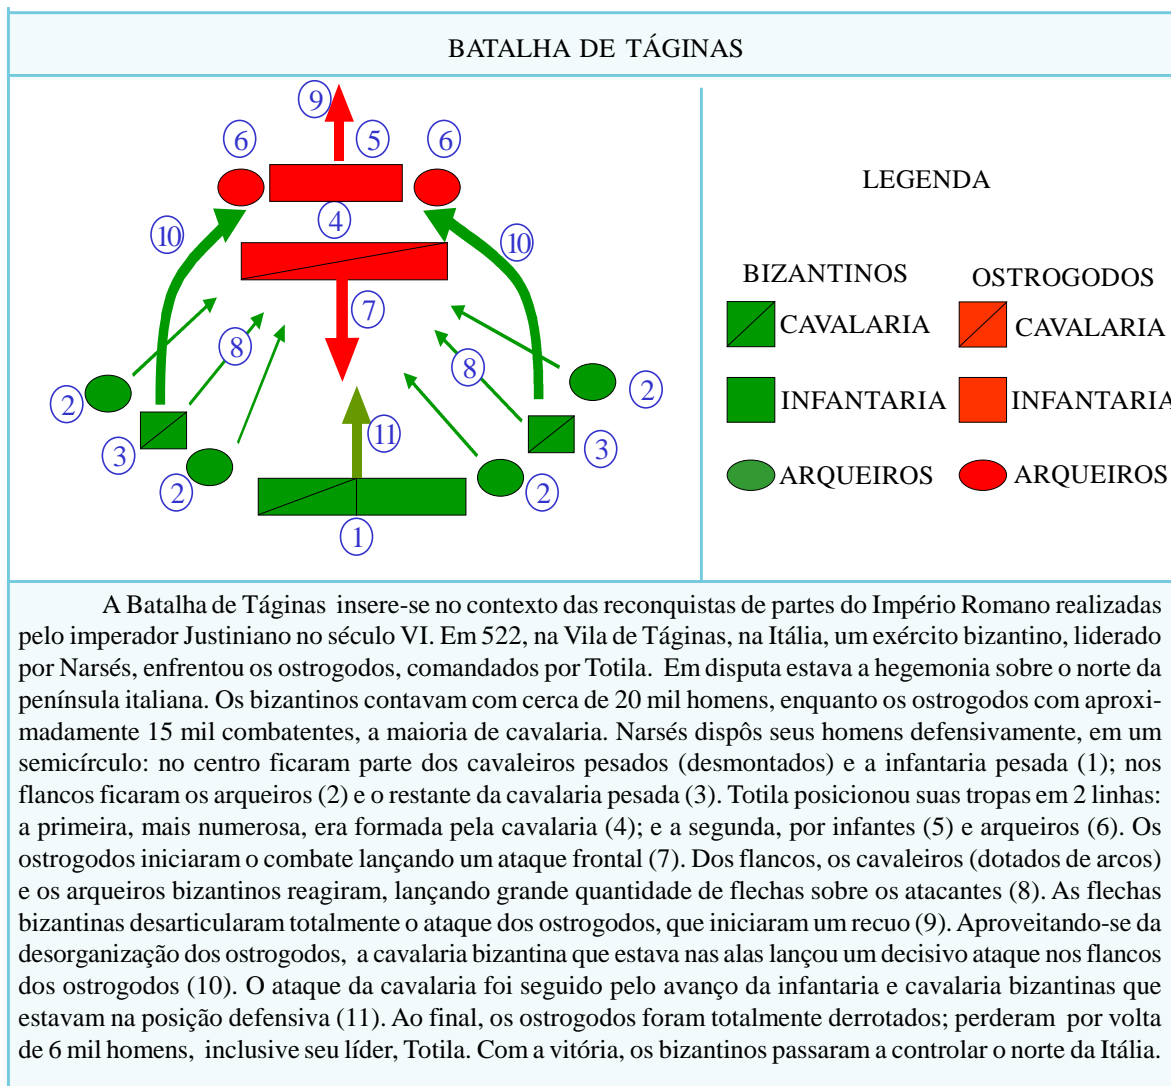 BATALHA DE TÁGINAS
9
6
5
6
4
10
10
7
8
8
2
2
3
11
3
2
2
1
LEGENDA
BIZANTINOS
OSTROGODOS
CAVALARIA
CAVALARIA
INFANTARIA
INFANTARIA
ARQUEIROS
ARQUEIROS
A Batalha de Táginas insere-se no contexto das reconquistas de partes do Império Romano realizadas
pelo imperador Justiniano no século VI. Em 522, na Vila de Táginas, na Itália, um exército bizantino, liderado
por Narsés, enfrentou os ostrogodos, comandados por Totila. Em disputa estava a hegemonia sobre o norte da
península italiana. Os bizantinos contavam com cerca de 20 mil homens, enquanto os ostrogodos com aproxi-
madamente 15 mil combatentes, a maioria de cavalaria. Narsés dispôs seus homens defensivamente, em um
semicírculo: no centro ficaram parte dos cavaleiros pesados (desmontados) e a infantaria pesada (1); nos
flancos ficaram os arqueiros (2) e o restante da cavalaria pesada (3). Totila posicionou suas tropas em 2 linhas:
a primeira, mais numerosa, era formada pela cavalaria (4); e a segunda, por infantes (5) e arqueiros (6). Os
ostrogodos iniciaram o combate lançando um ataque frontal (7). Dos flancos, os cavaleiros (dotados de arcos)
e os arqueiros bizantinos reagiram, lançando grande quantidade de flechas sobre os atacantes (8). As flechas
bizantinas desarticularam totalmente o ataque dos ostrogodos, que iniciaram um recuo (9). Aproveitando-se da
desorganização dos ostrogodos, a cavalaria bizantina que estava nas alas lançou um decisivo ataque nos flancos
dos ostrogodos (10). O ataque da cavalaria foi seguido pelo avanço da infantaria e cavalaria bizantinas que
estavam na posição defensiva (11). Ao final, os ostrogodos foram totalmente derrotados; perderam por volta
de 6 mil homens, inclusive seu líder, Totila. Com a vitória, os bizantinos passaram a controlar o norte da Itália.